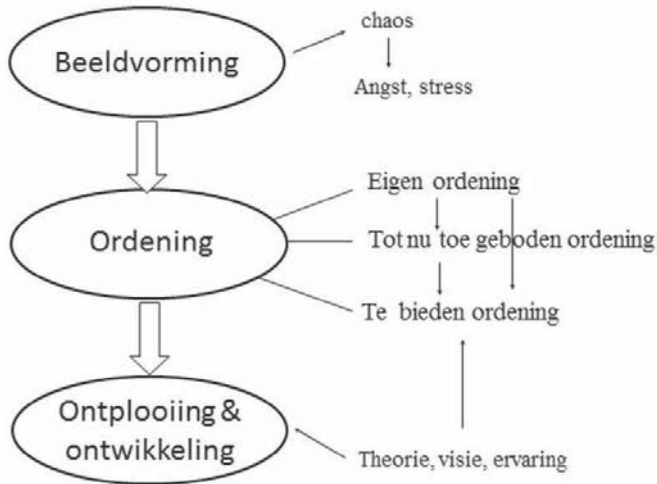 Beeldvorming
chaos
Angst, stress
Ordening
Eigen ordening
Tot nu toe geboden ordening
Te bieden ordening
Ontplooiing &
ontwikkeling
Theorie, visie, ervaring